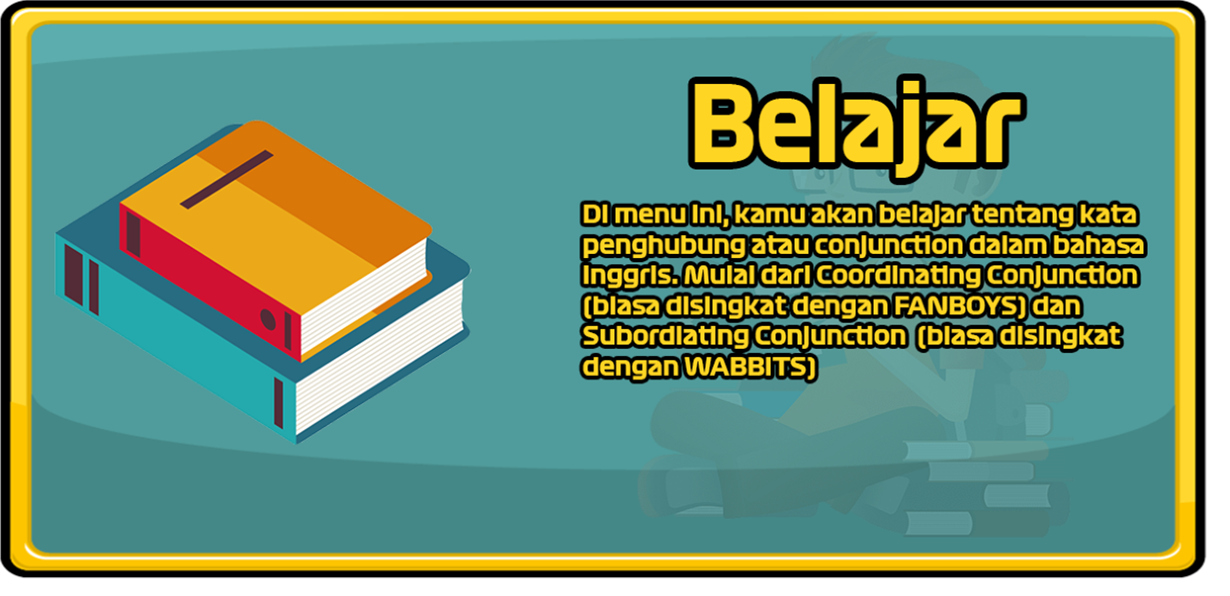 Belajar
Di menu ini, kamu akan belajar tentang kata
penghubung atau conjunction dalam bahasa
inggris. Mulai dari Coordinating Conjunction
(biasa disingkat dengan FANBOYS) dan
Subordiating Conjunction (biasa disingkat
dengan WABBITS)